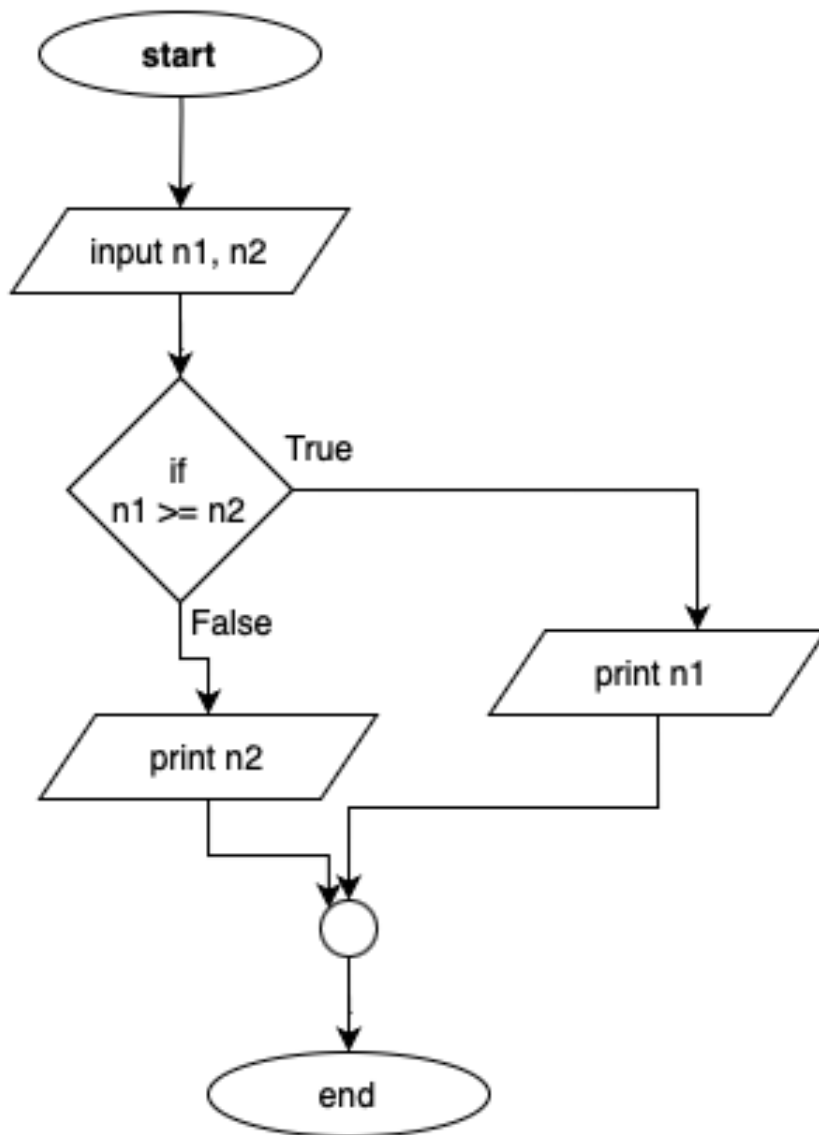 start
input n1, n2
if
n1 >= n2
True
False
print n1
print n2
end